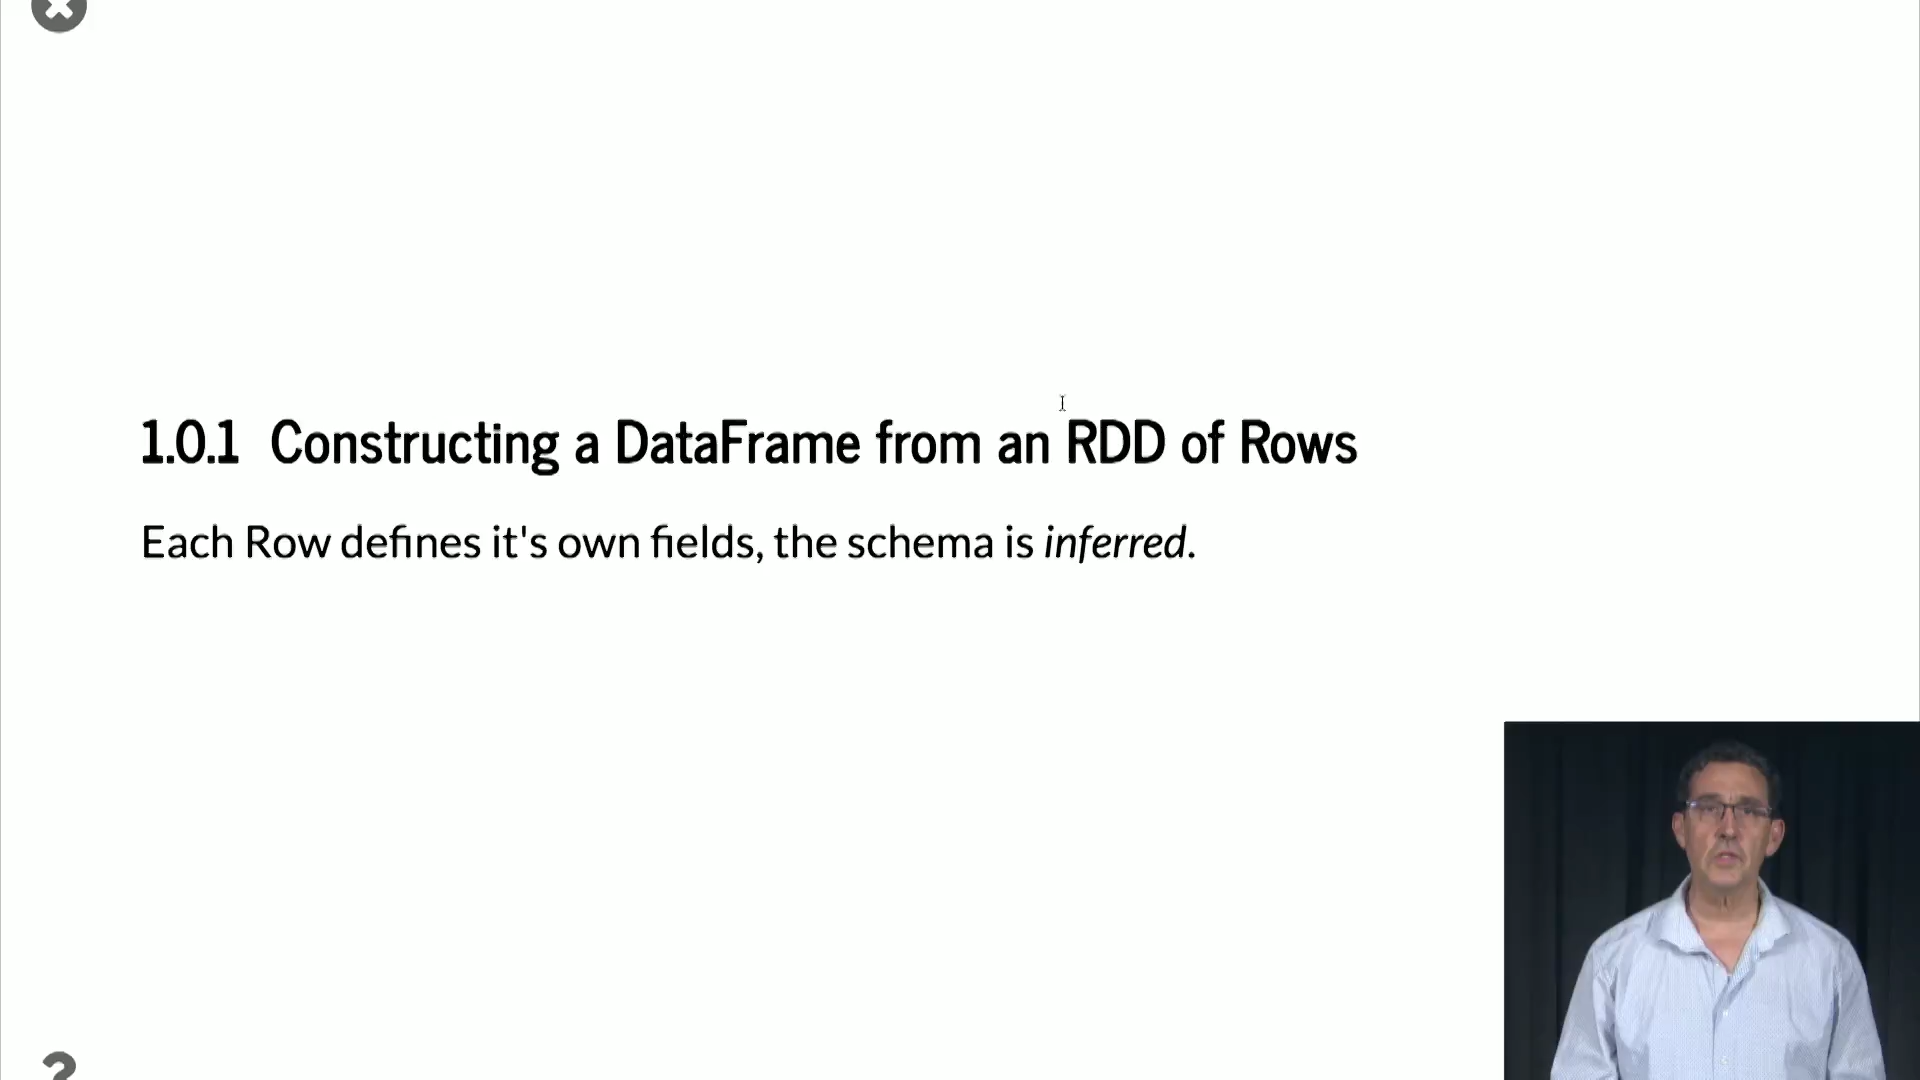 1.0.1 Constructing a DataFrame from an RDD of Rows
Each Row defines it's own fields, the schema is inferred.
?